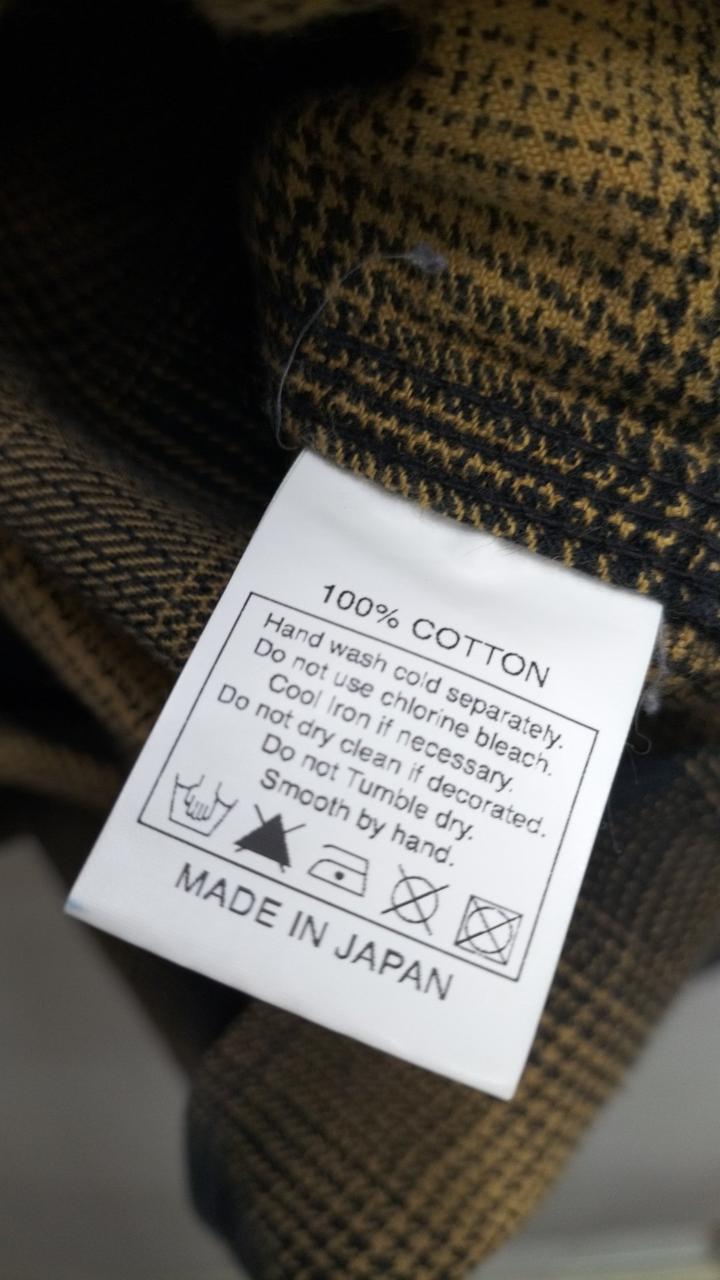 100% COTTON
Hand wash cold separately.
Do not use chlorine bleach.
Cool Iron if necessary.
Do not dry clean if decorated.
Do not Tumble dry.
Smooth by hand.
MADE IN JAPAN